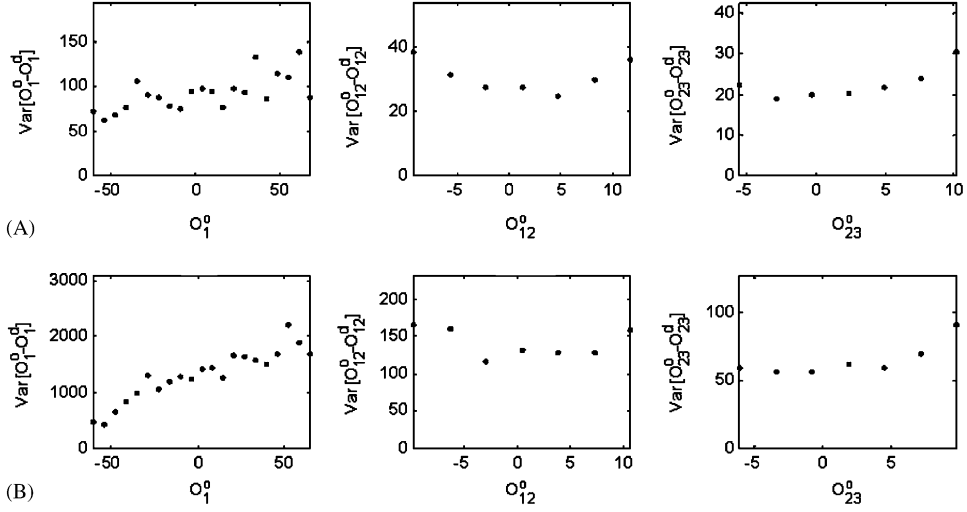 Var[O₁⁰-O₁ᵈ]
150
100
50
0
-50 0 50
O₁⁰
Var[O₁₂⁰-O₁₂ᵈ]
40
20
0
-5 0 5 10
O₁₂⁰
Var[O₂₃⁰-O₂₃ᵈ]
40
30
20
10
0
-5 0 5 10
O₂₃⁰
(A)
Var[O₁⁰-O₁ᵈ]
3000
2000
1000
0
-50 0 50
O₁⁰
Var[O₁₂⁰-O₁₂ᵈ]
200
150
100
50
0
-5 0 5 10
O₁₂⁰
Var[O₂₃⁰-O₂₃ᵈ]
100
50
0
-5 0 5
O₂₃⁰
(B)